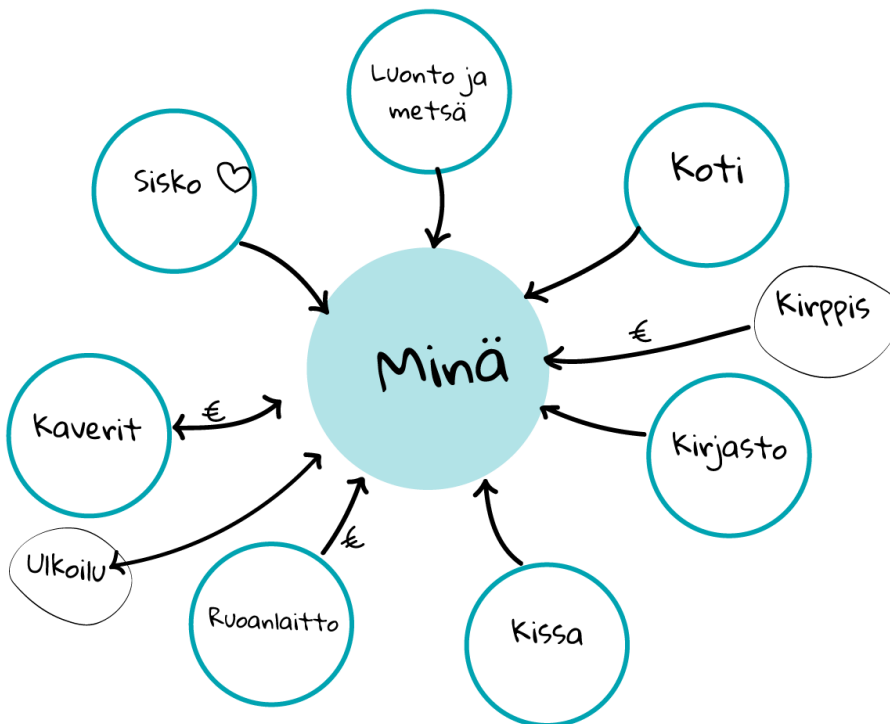 Luonto ja
metsä
Sisko ♡
Koti
Kirppis
€
Minä
Kaverit
€
Kirjasto
Ulkoilu
€
Ruoanlaitto
Kissa